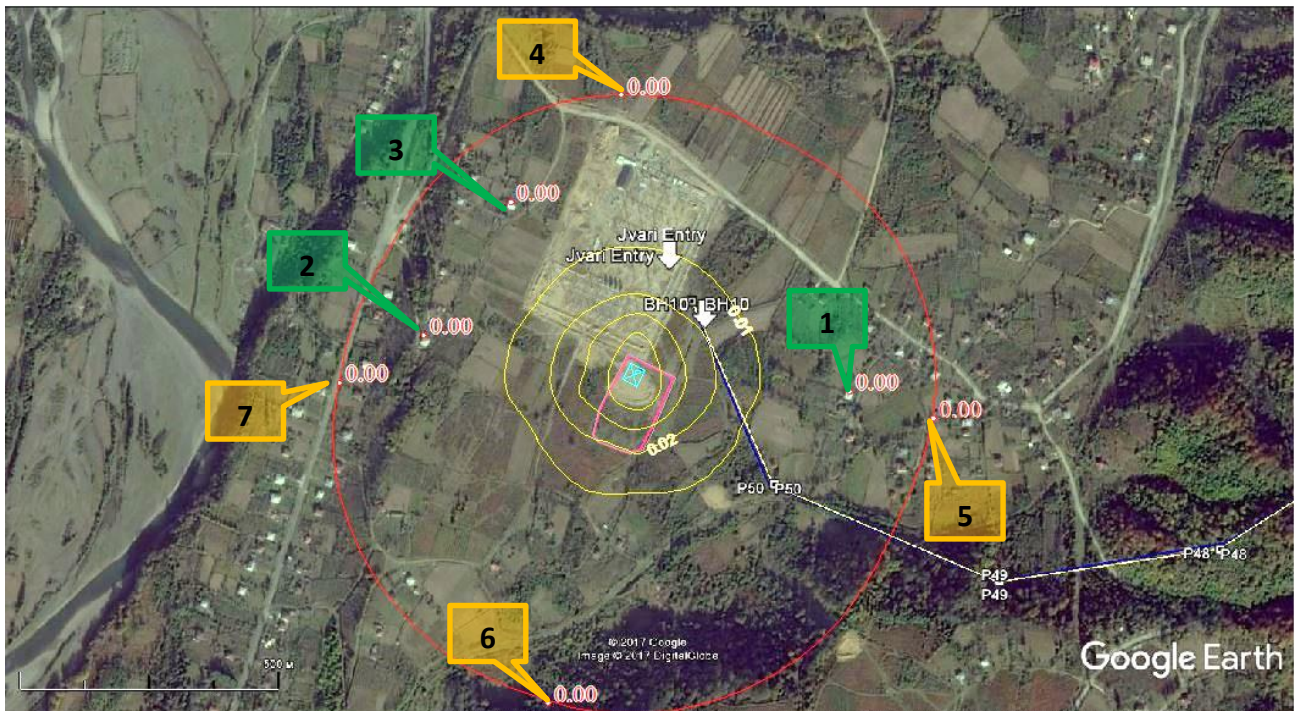 4
0.00
3
0.00
Jvari Entry
Jvari Entry
2
BH10 BH10
0.01
1
0.00
0.00
0.00
7
0.00
0.02
P50 P50
5
P48 P48
P49
P49
6
© 2017 Google
Image © 2017 DigitalGlobe
500 м
0.00
Google Earth